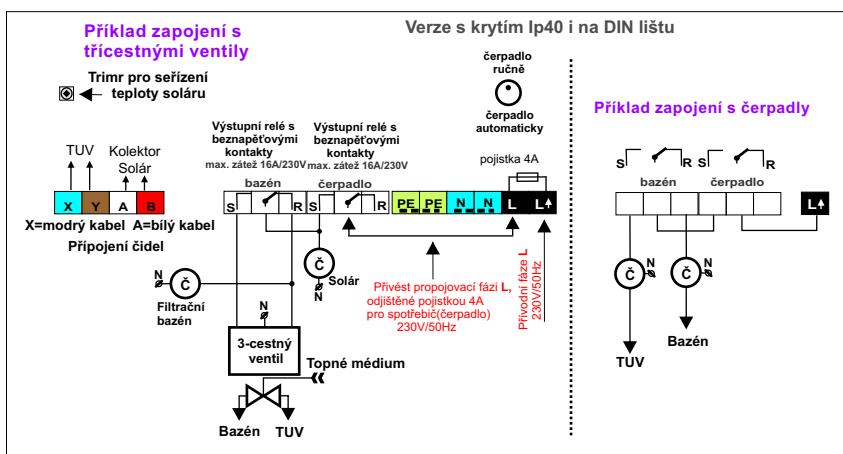 Příklad zapojení s
třícestnými ventily
Verze s krytím Ip40 i na DIN lištu
Trimr pro seřízení
teploty soláru
čerpadlo
ručně
čerpadlo
automaticky
Příklad zapojení s čerpadly
Výstupní relé s
beznapěťovými
kontakty
max. zátež 16A/230V
Výstupní relé s
beznapěťovými
kontakty
max. zátež 16A/230V
pojistka 4A
TUV
Kolektor
Solár
bazén
čerpadlo
X Y A B
S R S R PE PE N N L L
X=modrý kabel A=bílý kabel
Přípojení čidel
N
Č
Filtrační
bazén
Č
Solár
N
Přivést propojovací fázi L,
odjištěné pojistkou 4A
pro spotřebič(čerpadlo)
230V/50Hz
Přívodní fáze L
230V/50Hz
N
3-cestný
ventil
Topné médium
Bazén
TUV
S R S R
bazén
čerpadlo
L
Č N
Č N
TUV
Bazén